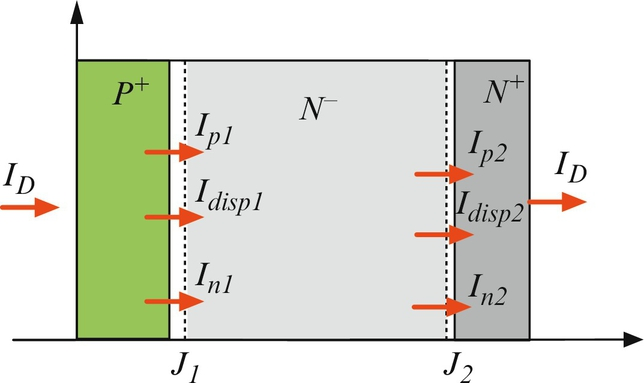 P⁺
N⁻
N⁺
I_p1
I_p2
I_D
I_D
I_disp1
I_disp2
I_n1
I_n2
J_1
J_2